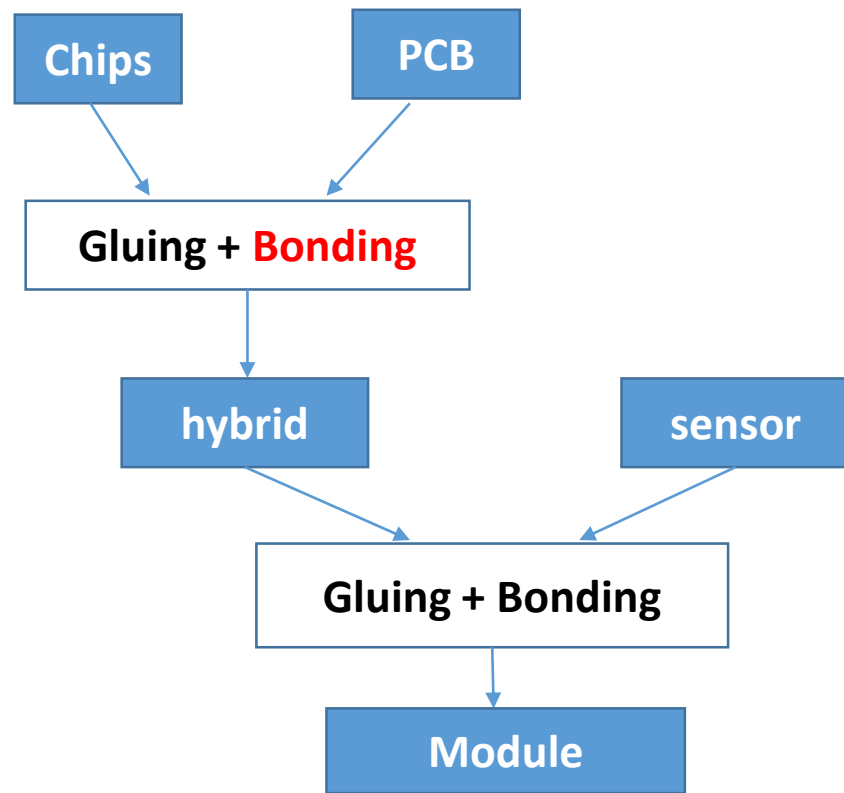 Chips
PCB
Gluing + Bonding
hybrid
sensor
Gluing + Bonding
Module